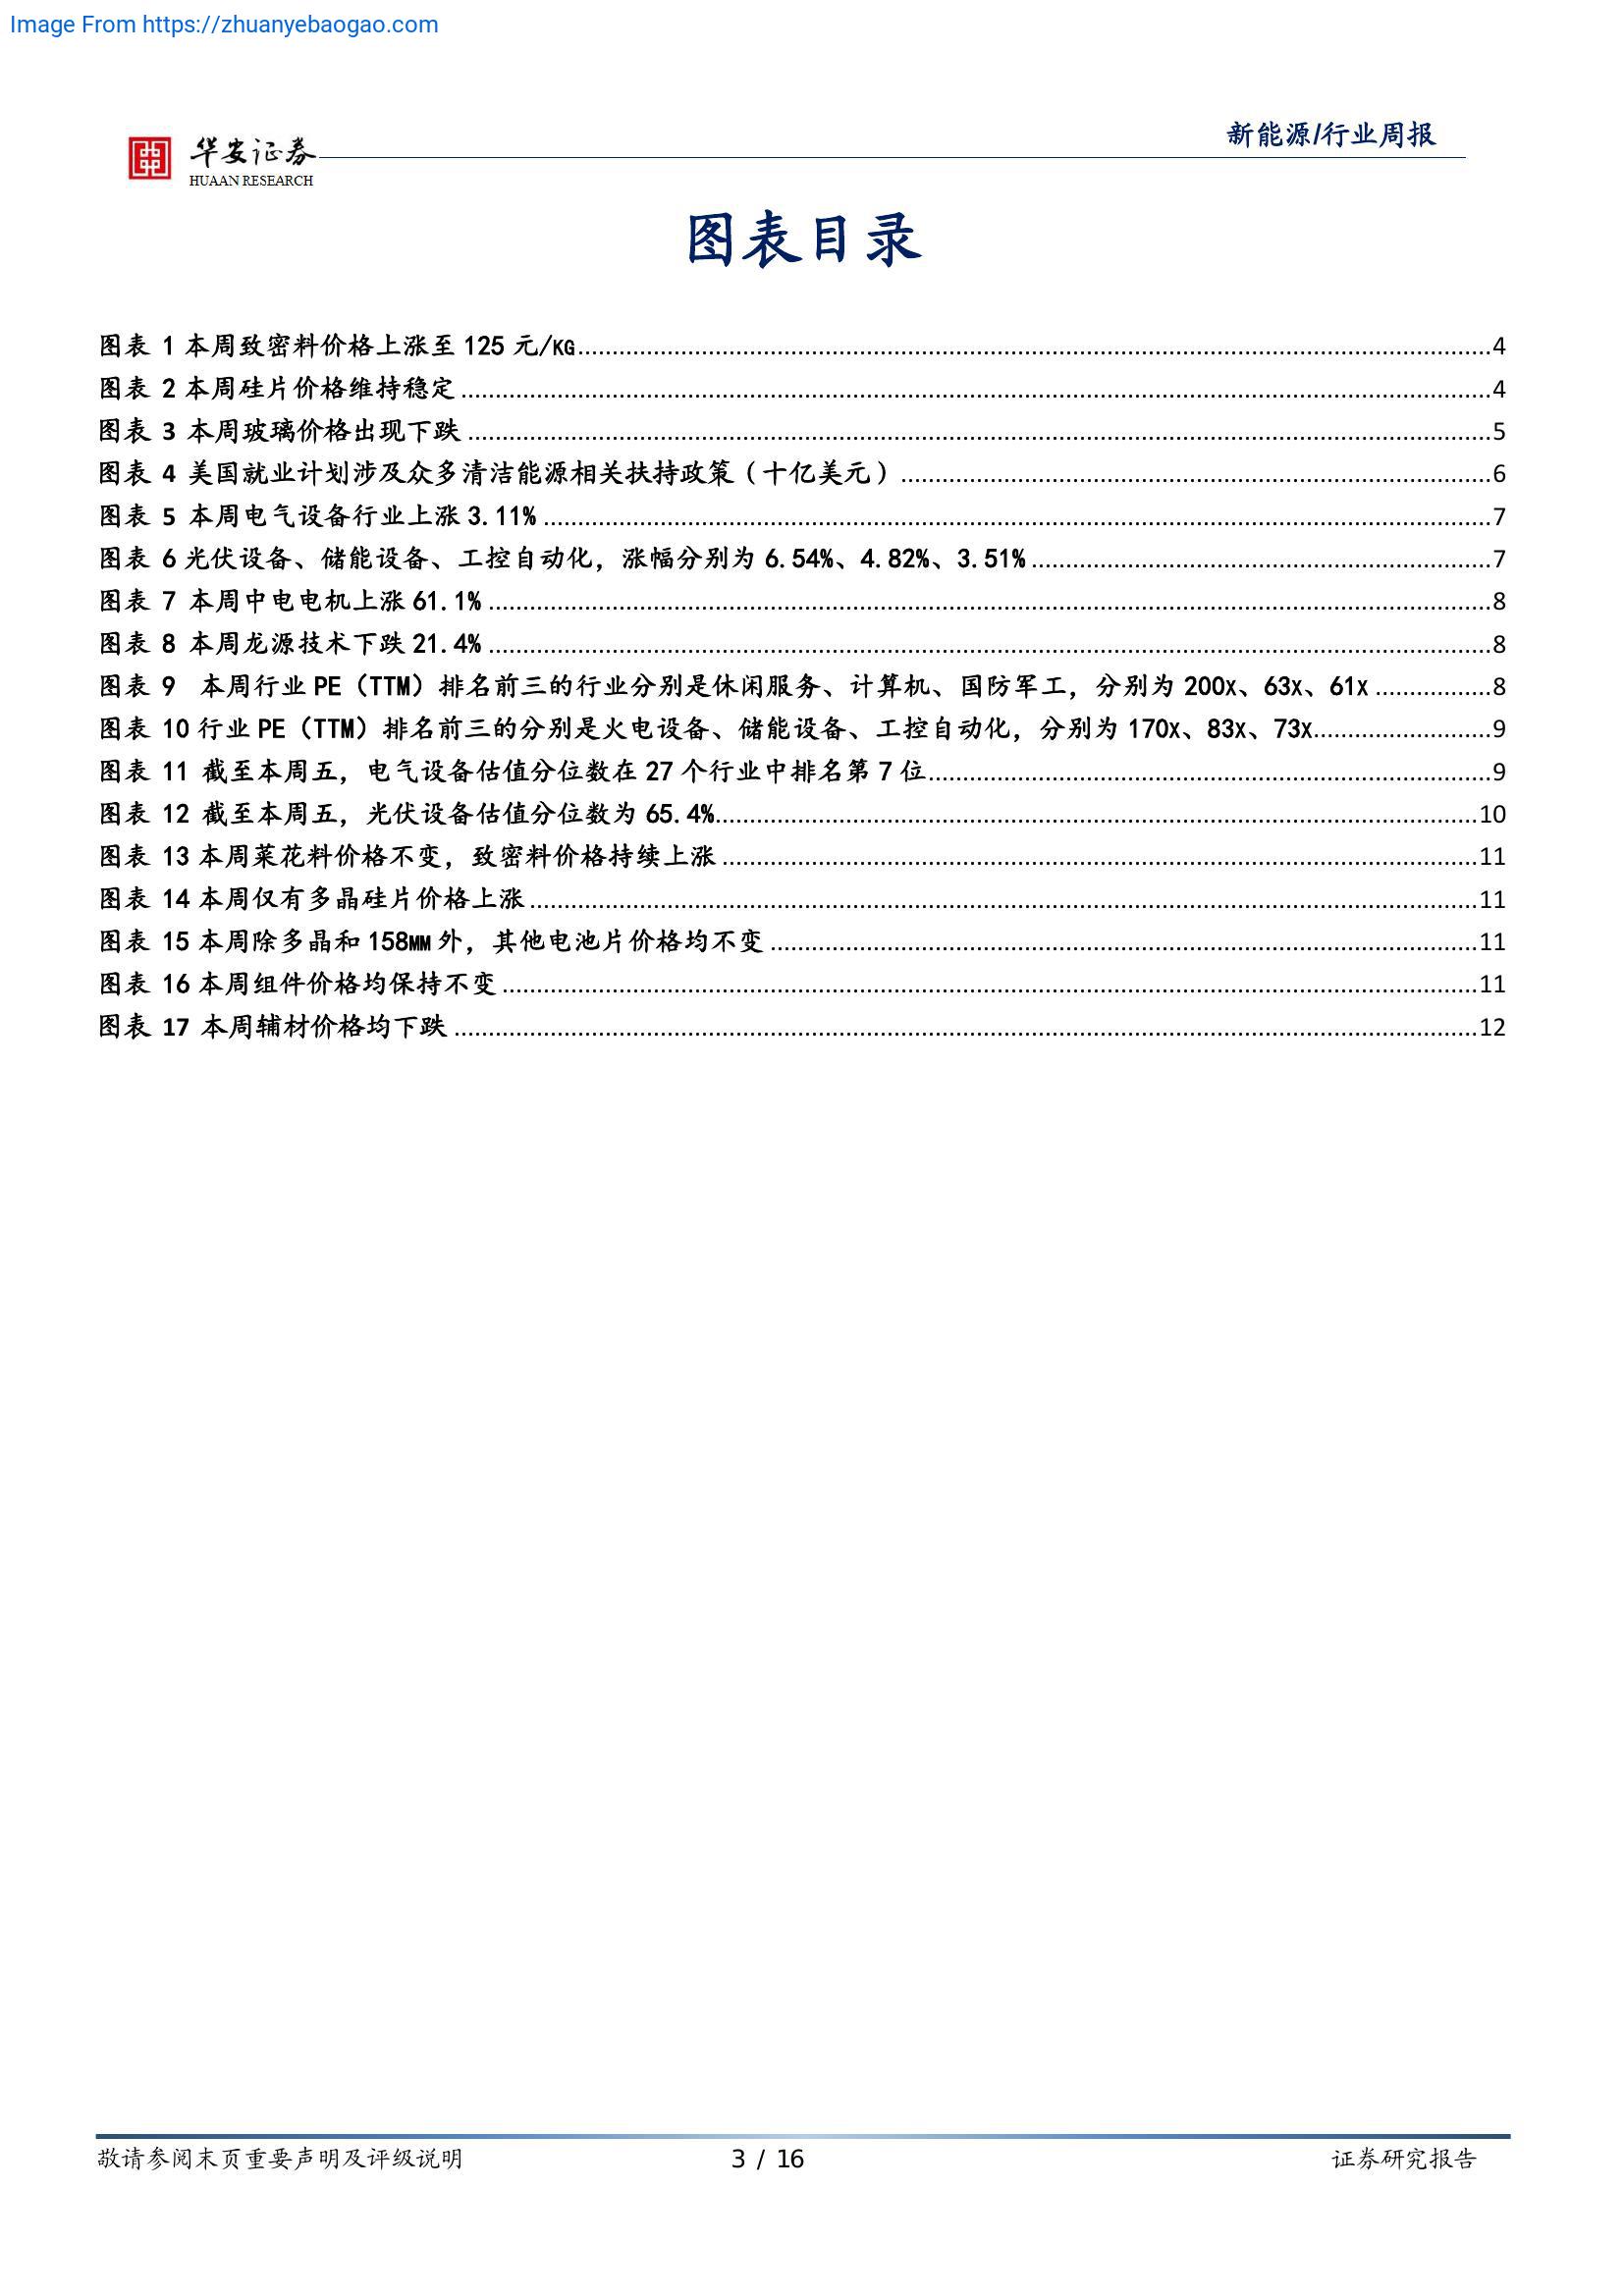 Image From https://zhuanyebaogao.com
新能源/行业周报
华安证券
HUAAN RESEARCH
图表目录
图表 1 本周致密料价格上涨至 125 元/KG....................4
图表 2 本周硅片价格维持稳定....................4
图表 3 本周玻璃价格出现下跌....................5
图表 4 美国就业计划涉及众多清洁能源相关扶持政策（十亿美元）....................6
图表 5 本周电气设备行业上涨 3.11%....................7
图表 6 光伏设备、储能设备、工控自动化，涨幅分别为 6.54%、4.82%、3.51%....................7
图表 7 本周中电电机上涨 61.1%....................8
图表 8 本周龙源技术下跌 21.4%....................8
图表 9 本周行业 PE（TTM）排名前三的行业分别是休闲服务、计算机、国防军工，分别为 200x、63x、61x....................8
图表 10 行业 PE（TTM）排名前三的分别是火电设备、储能设备、工控自动化，分别为 170x、83x、73x....................9
图表 11 截至本周五，电气设备估值分位数在 27 个行业中排名第 7 位....................9
图表 12 截至本周五，光伏设备估值分位数为 65.4%....................10
图表 13 本周菜花料价格不变，致密料价格持续上涨....................11
图表 14 本周仅有多晶硅片价格上涨....................11
图表 15 本周除多晶和 158MM 外，其他电池片价格均不变....................11
图表 16 本周组件价格均保持不变....................11
图表 17 本周辅材价格均下跌....................12
敬请参阅末页重要声明及评级说明
3 / 16
证券研究报告